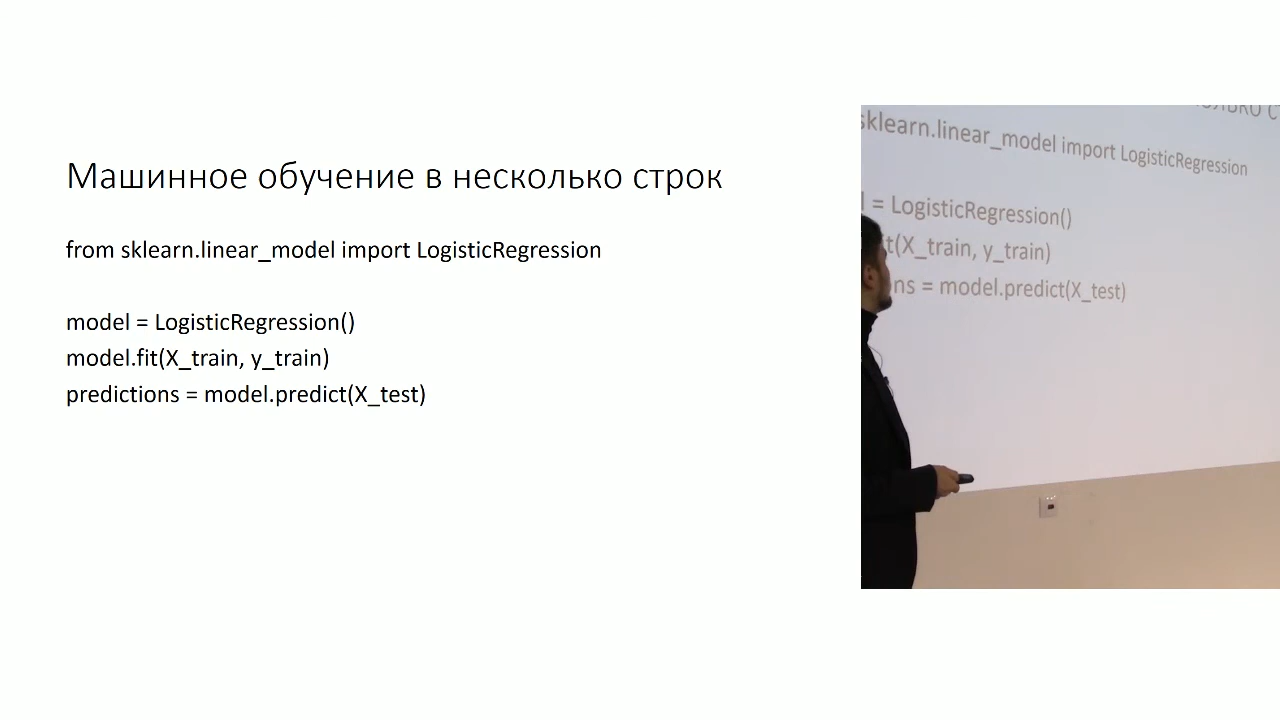 Машинное обучение в несколько строк
from sklearn.linear_model import LogisticRegression
model = LogisticRegression()
model.fit(X_train, y_train)
predictions = model.predict(X_test)
sklearn.linear_model import LogisticRegression
= LogisticRegression()
(X_train, y_train)
= model.predict(X_test)